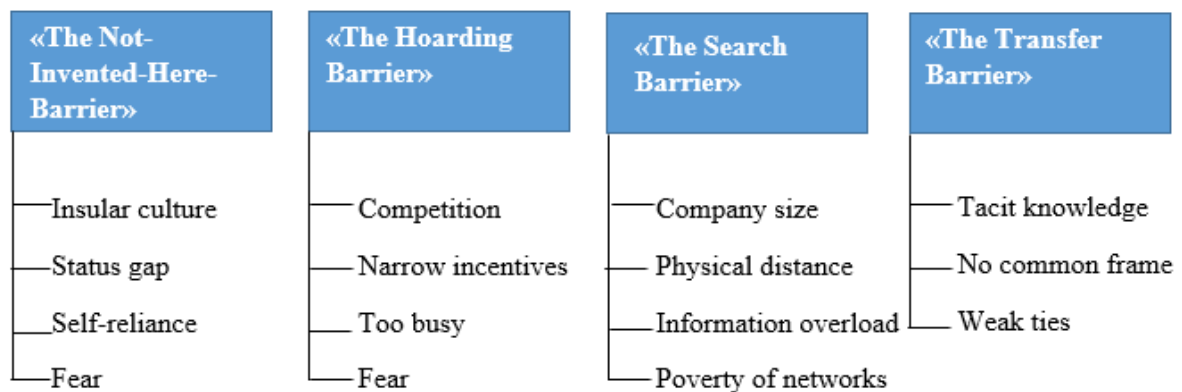 «The Not-
Invented-Here-
Barrier»
Insular culture
Status gap
Self-reliance
Fear
«The Hoarding
Barrier»
Competition
Narrow incentives
Too busy
Fear
«The Search
Barrier»
Company size
Physical distance
Information overload
Poverty of networks
«The Transfer
Barrier»
Tacit knowledge
No common frame
Weak ties